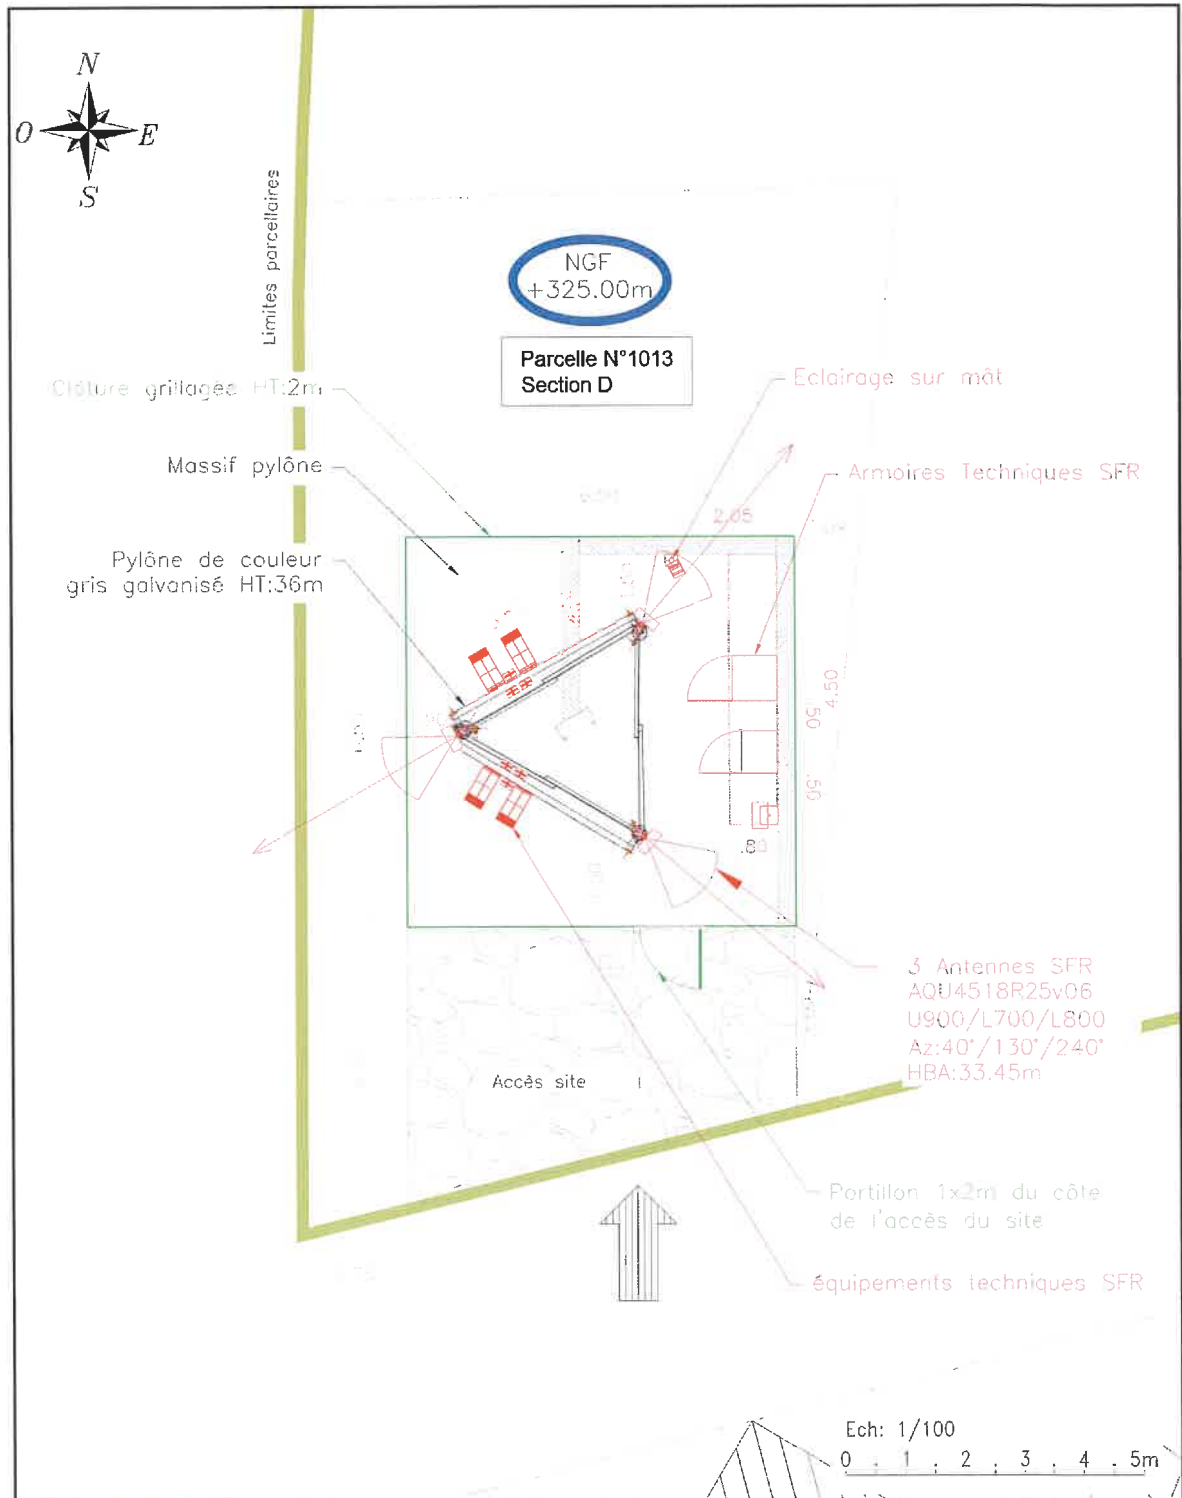 N
O E
S
Limites parcellaires
NGF
+325.00m
Parcelle N°1013
Section D
Clôture grillagée HT:2m
Eclairage sur mât
Massif pylône
Armoires Techniques SFR
2.05
Pylône de couleur
gris galvanisé HT:36m
4.50
.50
.50
.80
3 Antennes SFR
AQU4518R25v06
U900/L700/L800
Az:40°/130°/240°
HBA:33.45m
Accès site
Portillon 1x2m du côte
de l'accès du site
équipements techniques SFR
Ech: 1/100
0 . 1 . 2 . 3 . 4 . 5m